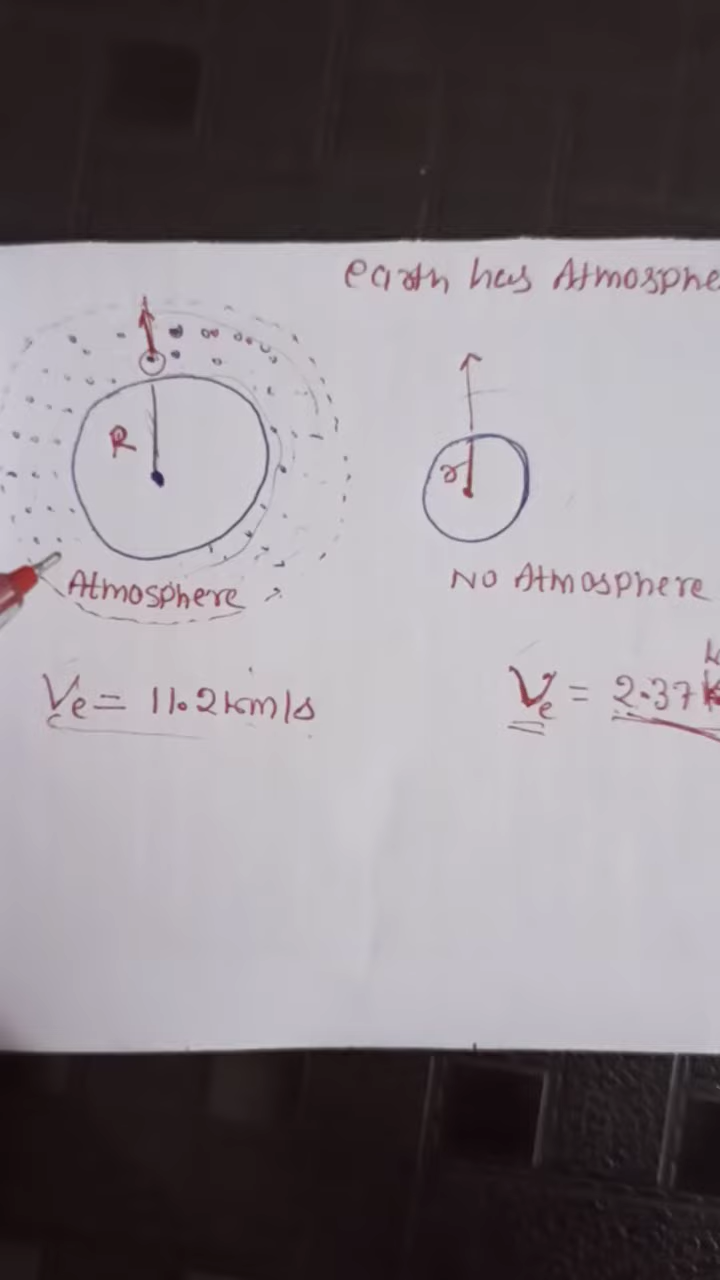 earth has Atmosphe
R
r
Atmosphere
NO Atmosphere
Ve = 11.2 km/s
Ve = 2.37 k